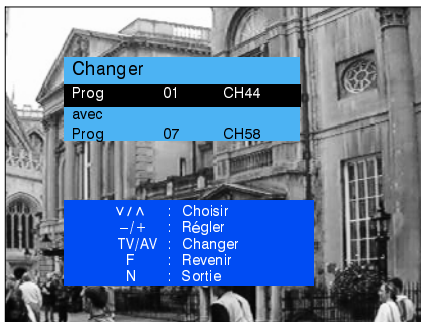 Changer
Prog 01 CH44
avec
Prog 07 CH58
∨/∧ : Choisir
–/+ : Régler
TV/AV : Changer
F : Revenir
N : Sortie